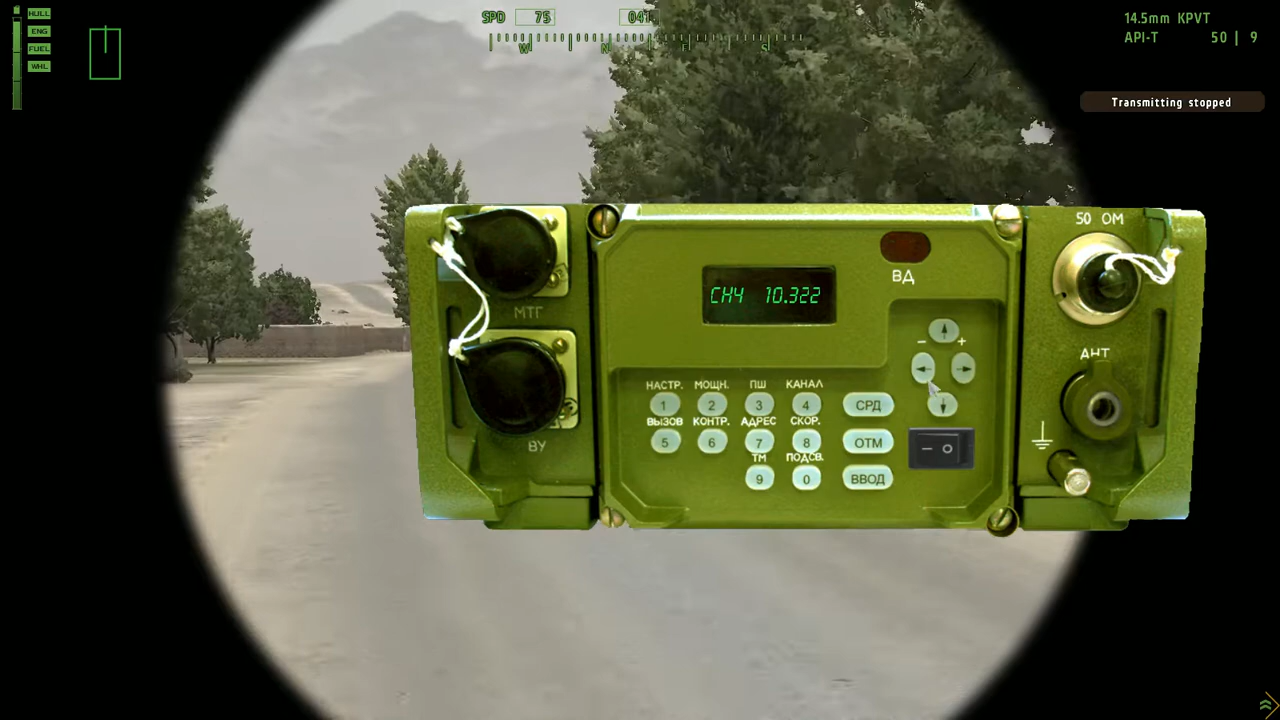 HULL
ENG
FUEL
WHL
SPD 75 041
W N E S
14.5mm KPVT
API-T 50 | 9
Transmitting stopped
50 ОМ
ВД
CH4 10.322
МТГ
− +
АНТ
НАСТР. МОЩН. ПШ КАНАЛ
1 2 3 4 СРД
ВЫЗОВ КОНТР. АДРЕС СКОР.
5 6 7 8 ОТМ
ВУ
ТМ ПОДСВ.
9 0 ВВОД
– O